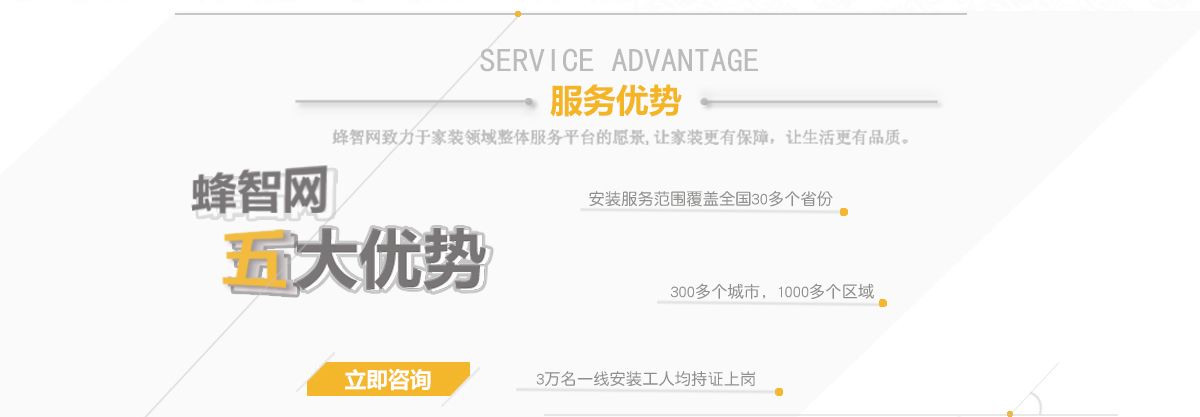 SERVICE ADVANTAGE
服务优势
蜂智网致力于家装领域整体服务平台的愿景,让家装更有保障，让生活更有品质。
蜂智网
五大优势
安装服务范围覆盖全国30多个省份
300多个城市，1000多个区域
立即咨询
3万名一线安装工人均持证上岗